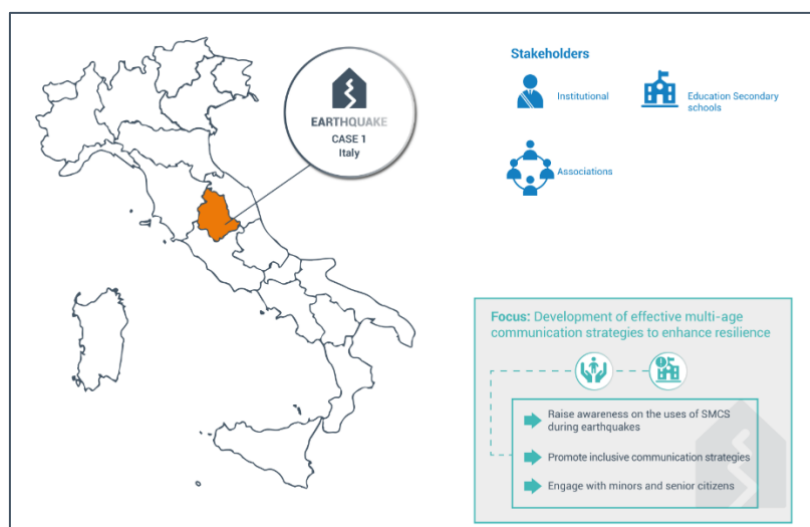 EARTHQUAKE
CASE 1
Italy
Stakeholders
Institutional
Education Secondary
schools
Associations
Focus: Development of effective multi-age
communication strategies to enhance resilience
Raise awareness on the uses of SMCS
during earthquakes
Promote inclusive communication strategies
Engage with minors and senior citizens